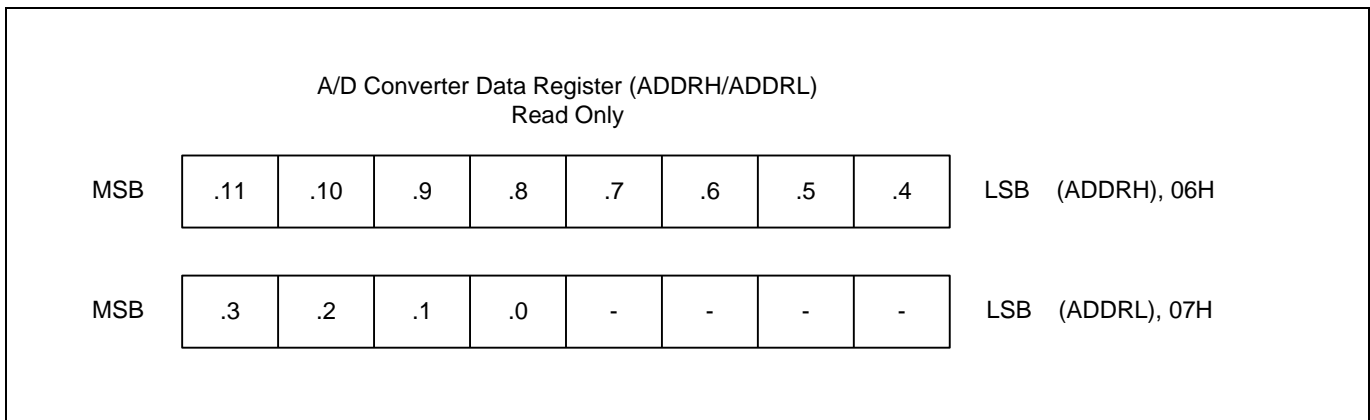 A/D Converter Data Register (ADDRH/ADDRL)
Read Only
MSB .11 .10 .9 .8 .7 .6 .5 .4 LSB (ADDRH), 06H
MSB .3 .2 .1 .0 - - - - LSB (ADDRL), 07H